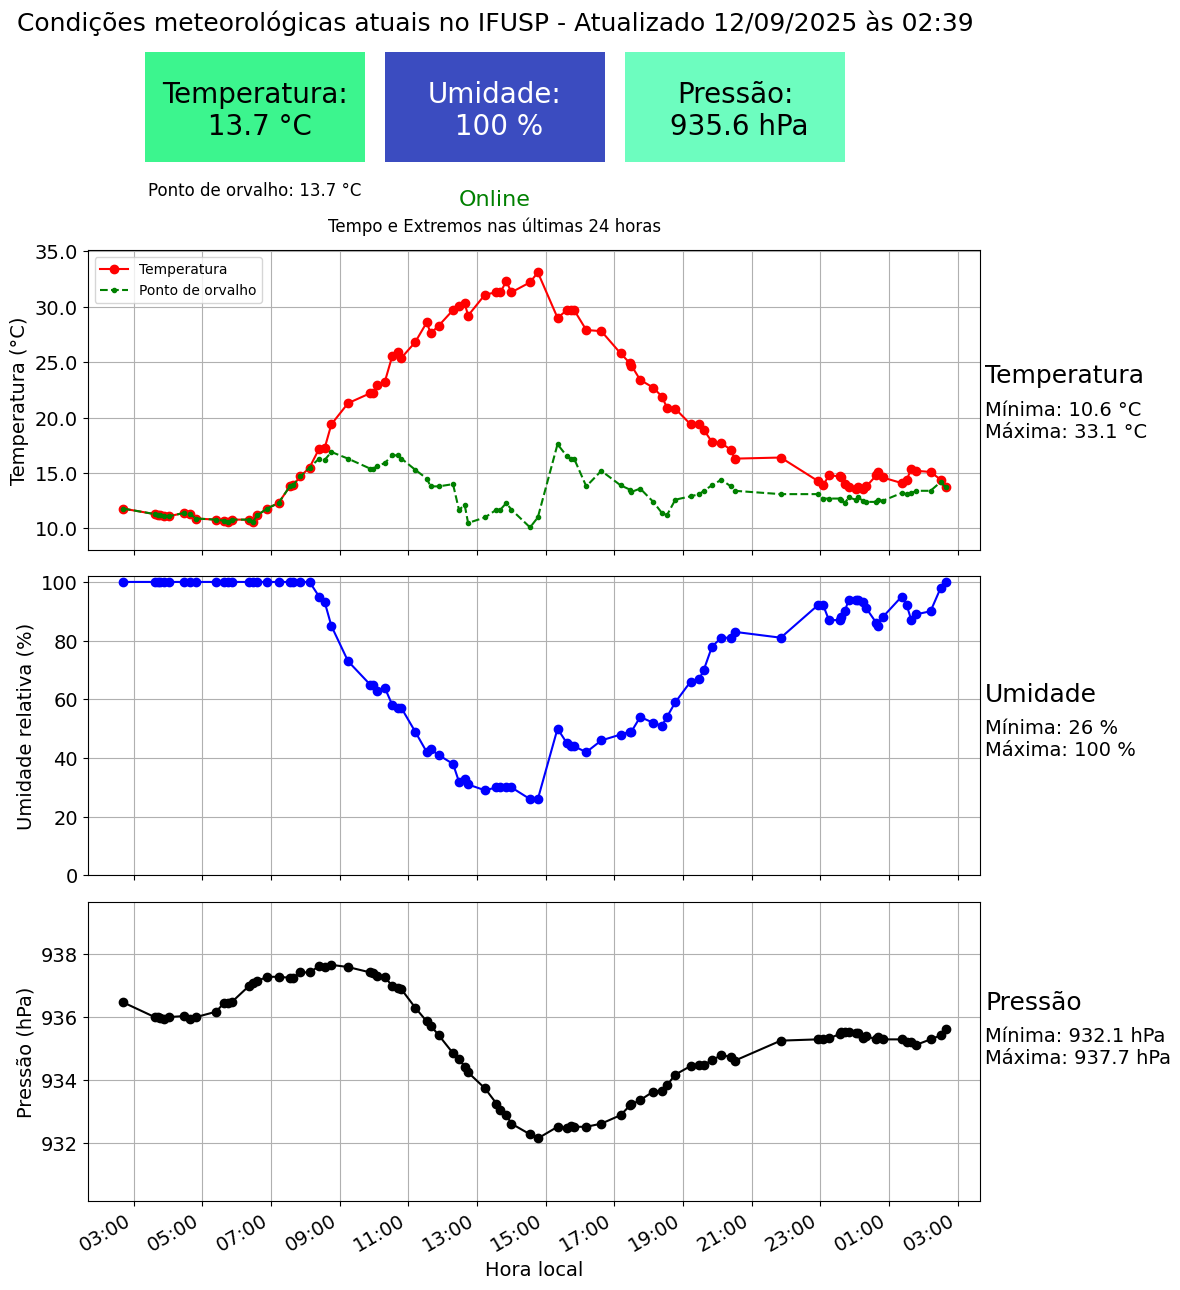 Condições meteorológicas atuais no IFUSP - Atualizado 12/09/2025 às 02:39
Temperatura:
13.7 °C
Umidade:
100 %
Pressão:
935.6 hPa
Ponto de orvalho: 13.7 °C
Online
Tempo e Extremos nas últimas 24 horas
Temperatura (°C)
35.0
30.0
25.0
20.0
15.0
10.0
Temperatura
Ponto de orvalho
Temperatura
Mínima: 10.6 °C
Máxima: 33.1 °C
Umidade relativa (%)
100
80
60
40
20
0
Umidade
Mínima: 26 %
Máxima: 100 %
Pressão (hPa)
938
936
934
932
Pressão
Mínima: 932.1 hPa
Máxima: 937.7 hPa
03:00 05:00 07:00 09:00 11:00 13:00 15:00 17:00 19:00 21:00 23:00 01:00 03:00
Hora local